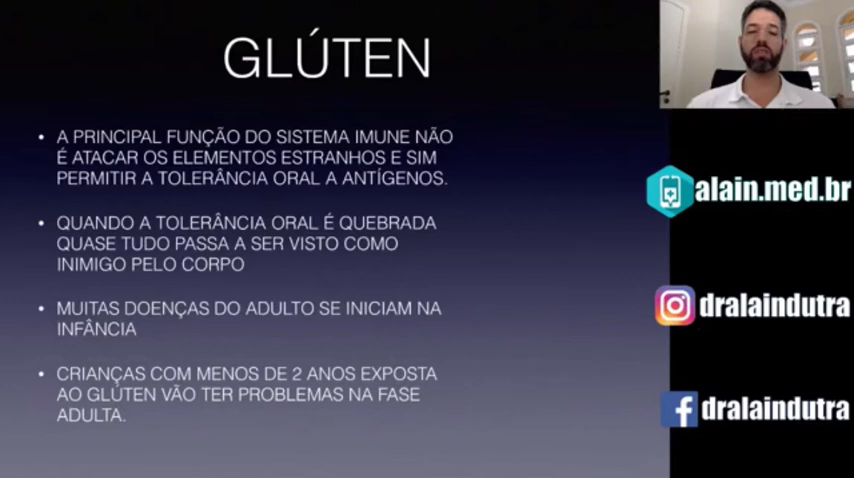 GLÚTEN
• A PRINCIPAL FUNÇÃO DO SISTEMA IMUNE NÃO
É ATACAR OS ELEMENTOS ESTRANHOS E SIM
PERMITIR A TOLERÂNCIA ORAL A ANTÍGENOS.
• QUANDO A TOLERÂNCIA ORAL É QUEBRADA
QUASE TUDO PASSA A SER VISTO COMO
INIMIGO PELO CORPO
• MUITAS DOENÇAS DO ADULTO SE INICIAM NA
INFÂNCIA
• CRIANÇAS COM MENOS DE 2 ANOS EXPOSTA
AO GLÚTEN VÃO TER PROBLEMAS NA FASE
ADULTA.
alain.med.br
dralaindutra
dralaindutra